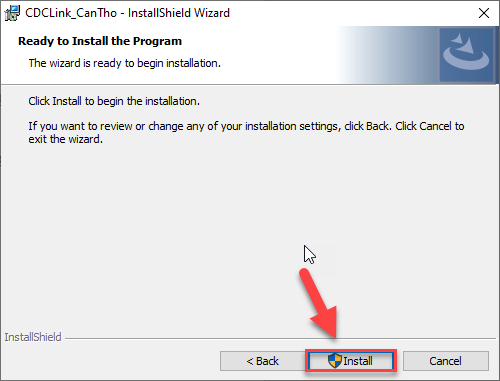 CDCLink_CanTho - InstallShield Wizard
Ready to Install the Program
The wizard is ready to begin installation.
Click Install to begin the installation.
If you want to review or change any of your installation settings, click Back. Click Cancel to
exit the wizard.
InstallShield
< Back
Install
Cancel